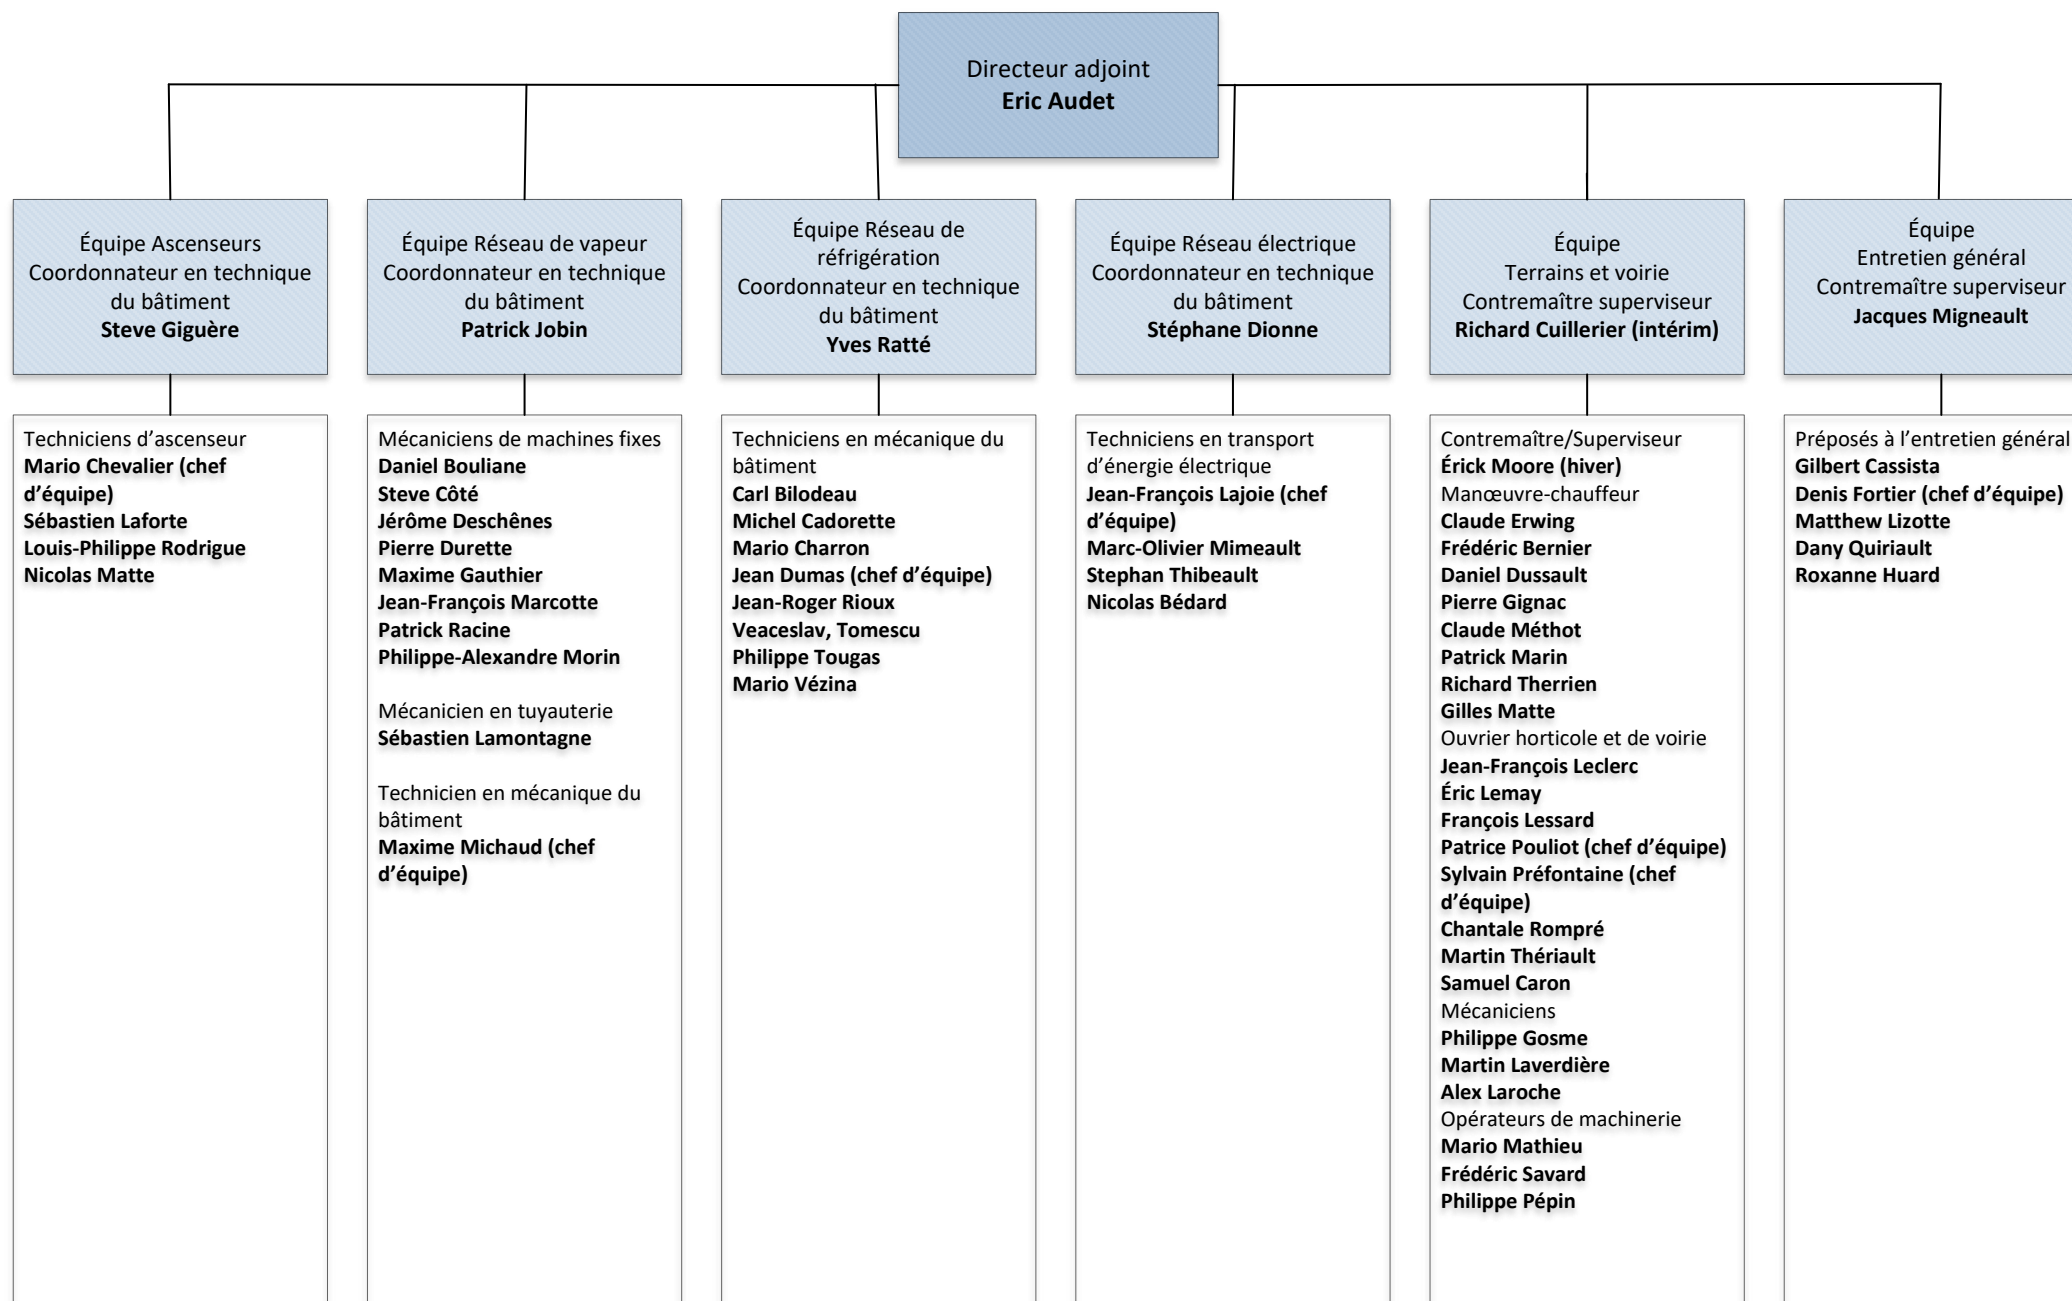 Directeur adjoint
Eric Audet
Équipe Ascenseurs
Coordonnateur en technique
du bâtiment
Steve Giguère
Équipe Réseau de vapeur
Coordonnateur en technique
du bâtiment
Patrick Jobin
Équipe Réseau de
réfrigération
Coordonnateur en technique
du bâtiment
Yves Ratté
Équipe Réseau électrique
Coordonnateur en technique
du bâtiment
Stéphane Dionne
Équipe
Terrains et voirie
Contremaître superviseur
Richard Cuillerier (intérim)
Équipe
Entretien général
Contremaître superviseur
Jacques Migneault
Techniciens d’ascenseur
Mario Chevalier (chef
d’équipe)
Sébastien Laforte
Louis-Philippe Rodrigue
Nicolas Matte
Mécaniciens de machines fixes
Daniel Bouliane
Steve Côté
Jérôme Deschênes
Pierre Durette
Maxime Gauthier
Jean-François Marcotte
Patrick Racine
Philippe-Alexandre Morin
Mécanicien en tuyauterie
Sébastien Lamontagne
Technicien en mécanique du
bâtiment
Maxime Michaud (chef
d’équipe)
Techniciens en mécanique du
bâtiment
Carl Bilodeau
Michel Cadorette
Mario Charron
Jean Dumas (chef d’équipe)
Jean-Roger Rioux
Veaceslav, Tomescu
Philippe Tougas
Mario Vézina
Techniciens en transport
d’énergie électrique
Jean-François Lajoie (chef
d’équipe)
Marc-Olivier Mimeault
Stephan Thibeault
Nicolas Bédard
Contremaître/Superviseur
Érick Moore (hiver)
Manœuvre-chauffeur
Claude Erwing
Frédéric Bernier
Daniel Dussault
Pierre Gignac
Claude Méthot
Patrick Marin
Richard Therrien
Gilles Matte
Ouvrier horticole et de voirie
Jean-François Leclerc
Éric Lemay
François Lessard
Patrice Pouliot (chef d’équipe)
Sylvain Préfontaine (chef
d’équipe)
Chantale Rompré
Martin Thériault
Samuel Caron
Mécaniciens
Philippe Gosme
Martin Laverdière
Alex Laroche
Opérateurs de machinerie
Mario Mathieu
Frédéric Savard
Philippe Pépin
Préposés à l’entretien général
Gilbert Cassista
Denis Fortier (chef d’équipe)
Matthew Lizotte
Dany Quiriault
Roxanne Huard